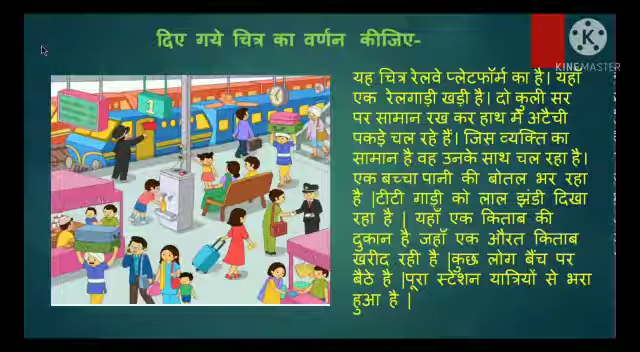 दिए गये चित्र का वर्णन कीजिए-
KINEMASTER
यह चित्र रेलवे प्लेटफॉर्म का है| यहाँ
एक रेलगाड़ी खड़ी है| दो कुली सर
पर सामान रख कर हाथ में अटैची
पकड़े चल रहे हैं| जिस व्यक्ति का
सामान है वह उनके साथ चल रहा है|
एक बच्चा पानी की बोतल भर रहा
है |टीटी गाड़ी को लाल झंडी दिखा
रहा है | यहाँ एक किताब की
दुकान है जहाँ एक औरत किताब
खरीद रही है |कुछ लोग बैंच पर
बैठे है |पूरा स्टेशन यात्रियों से भरा
हुआ है |
1